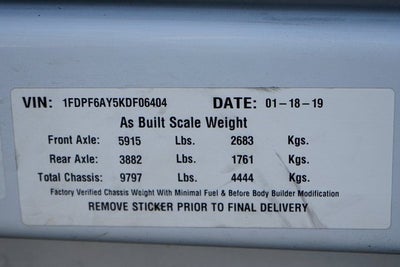 VIN: 1FDPF6AY5KDF06404 DATE: 01-18-19
As Built Scale Weight
Front Axle: 5915 Lbs. 2683 Kgs.
Rear Axle: 3882 Lbs. 1761 Kgs.
Total Chassis: 9797 Lbs. 4444 Kgs.
Factory Verified Chassis Weight With Minimal Fuel & Before Body Builder Modification
REMOVE STICKER PRIOR TO FINAL DELIVERY